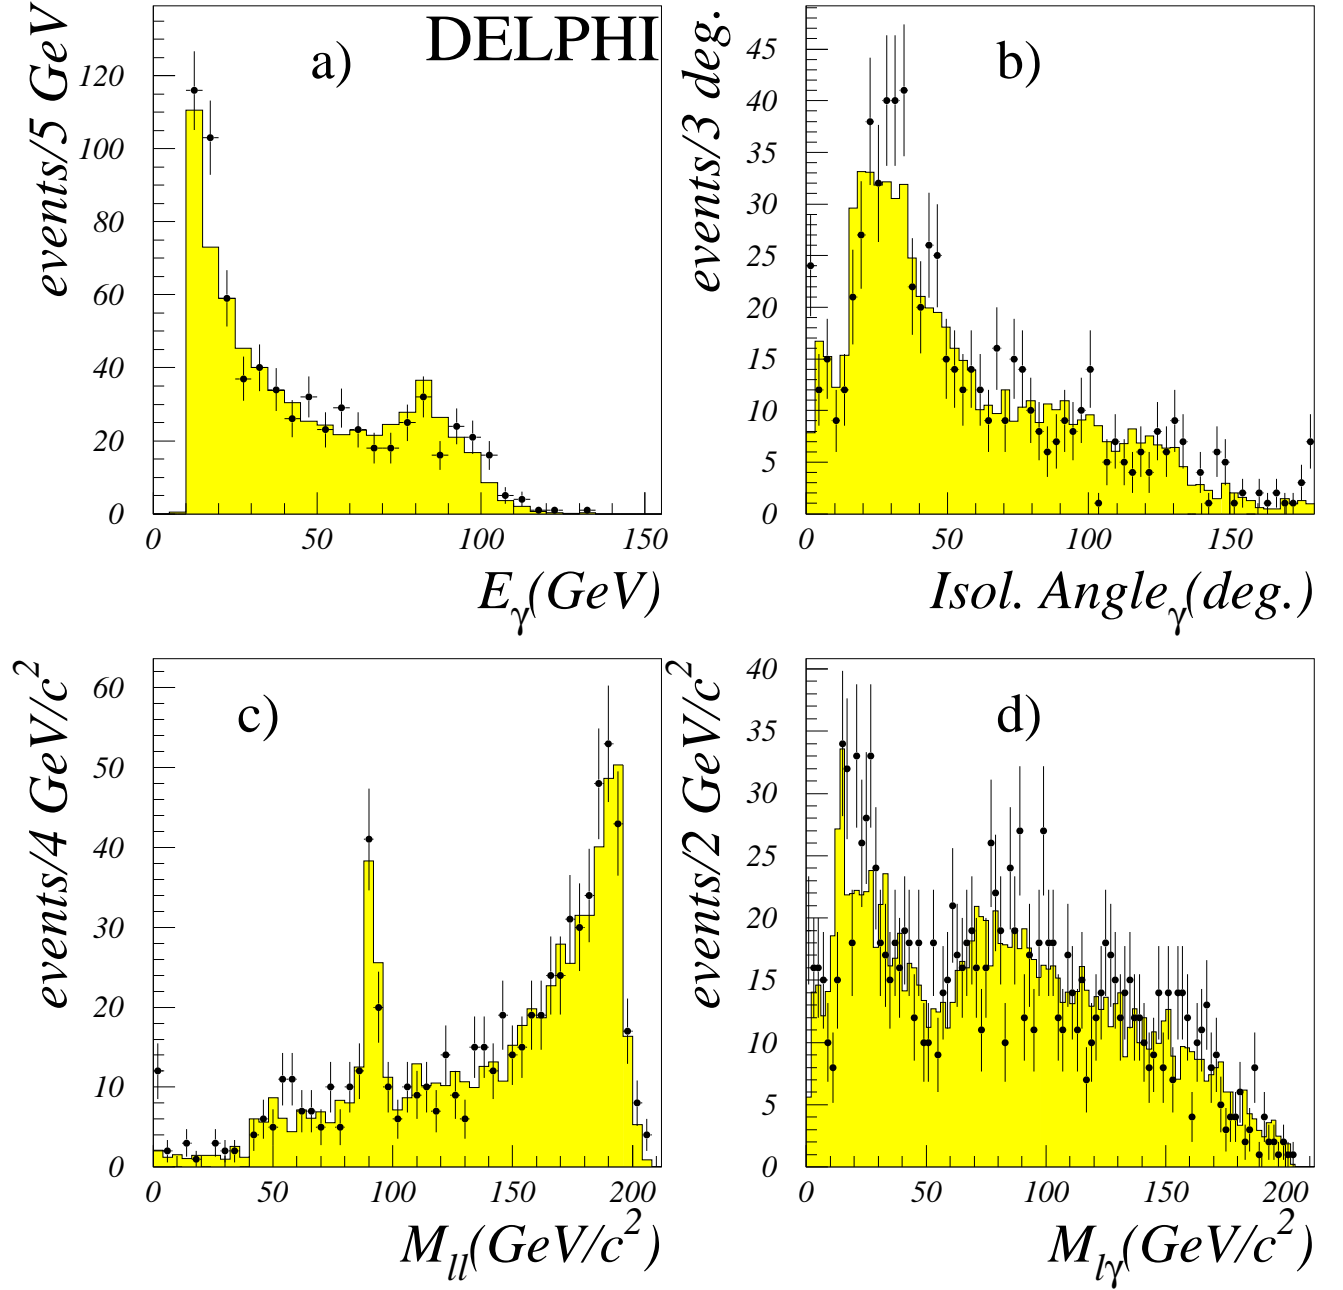 DELPHI
a)
events/5 GeV
120
100
80
60
40
20
0
0 50 100 150
Eγ(GeV)
b)
events/3 deg.
45
40
35
30
25
20
15
10
5
0
0 50 100 150
Isol. Angleγ(deg.)
c)
events/4 GeV/c²
60
50
40
30
20
10
0
0 50 100 150 200
Mll(GeV/c²)
d)
events/2 GeV/c²
40
35
30
25
20
15
10
5
0
0 50 100 150 200
Mlγ(GeV/c²)